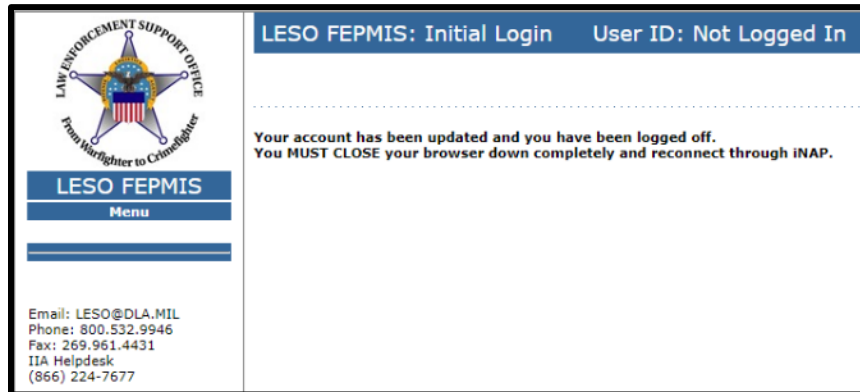 LAW ENFORCEMENT SUPPORT OFFICE
From Warfighter to Crimefighter
LESO FEPMIS
Menu
Email: LESO@DLA.MIL
Phone: 800.532.9946
Fax: 269.961.4431
IIA Helpdesk
(866) 224-7677
LESO FEPMIS: Initial Login User ID: Not Logged In
Your account has been updated and you have been logged off.
You MUST CLOSE your browser down completely and reconnect through iNAP.